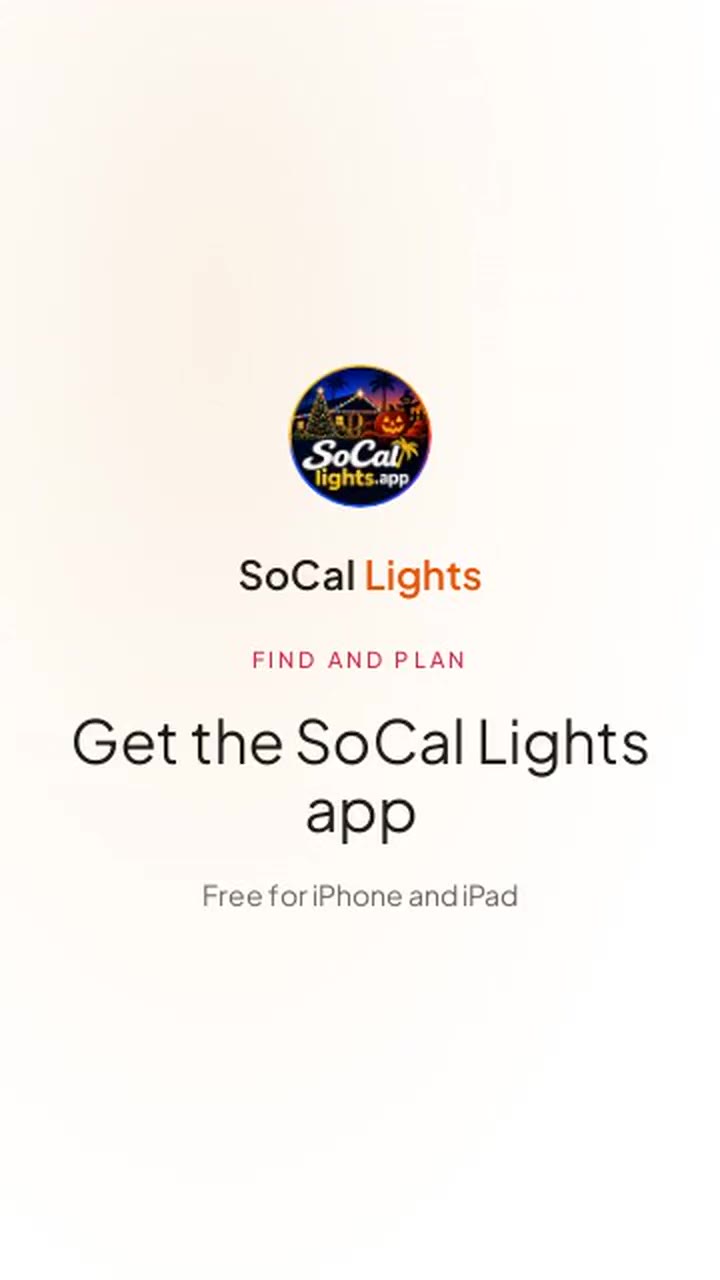 SoCal
lights.app
SoCal Lights
FIND AND PLAN
Get the SoCal Lights
app
Free for iPhone and iPad